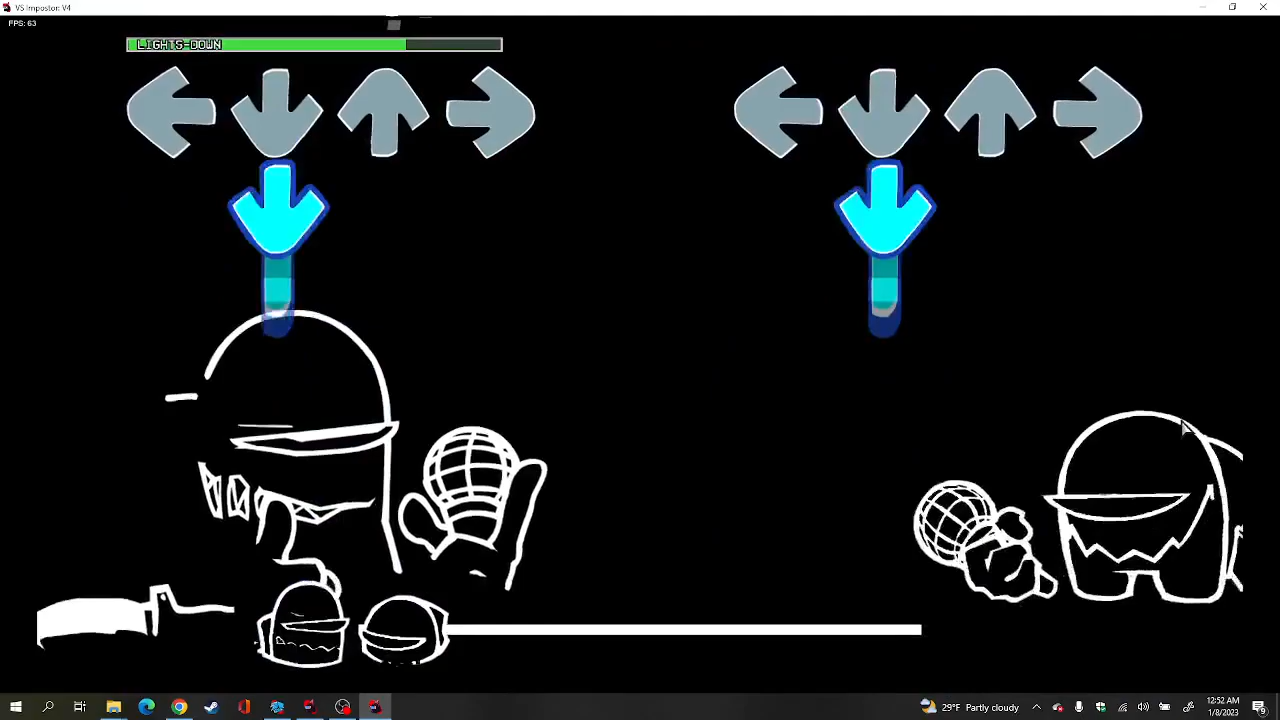 VS Impostor: V4
FPS: 63
LIGHTS-DOWN
29°F Partly cloudy
12:52 AM
1/8/2023